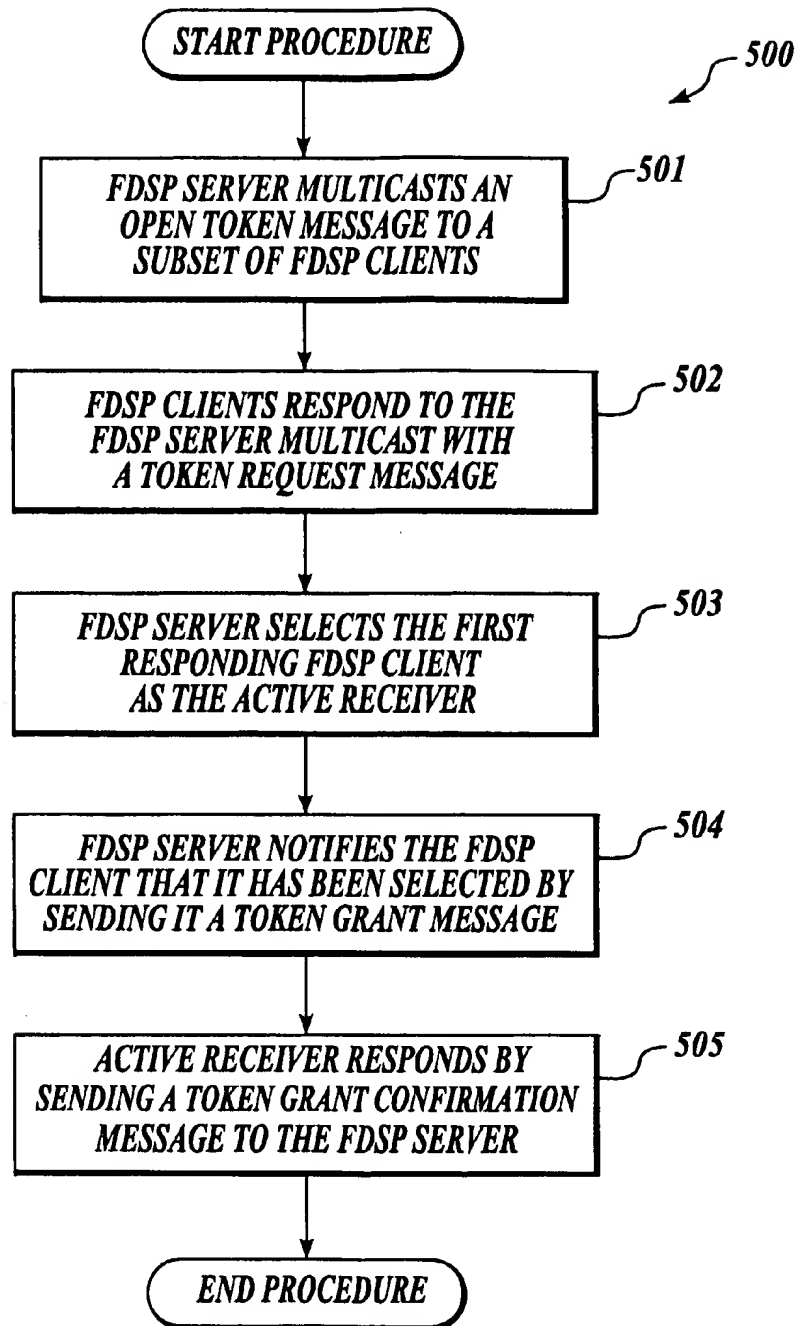 START PROCEDURE
500
FDSP SERVER MULTICASTS AN
OPEN TOKEN MESSAGE TO A
SUBSET OF FDSP CLIENTS
501
FDSP CLIENTS RESPOND TO THE
FDSP SERVER MULTICAST WITH
A TOKEN REQUEST MESSAGE
502
FDSP SERVER SELECTS THE FIRST
RESPONDING FDSP CLIENT
AS THE ACTIVE RECEIVER
503
FDSP SERVER NOTIFIES THE FDSP
CLIENT THAT IT HAS BEEN SELECTED BY
SENDING IT A TOKEN GRANT MESSAGE
504
ACTIVE RECEIVER RESPONDS BY
SENDING A TOKEN GRANT CONFIRMATION
MESSAGE TO THE FDSP SERVER
505
END PROCEDURE